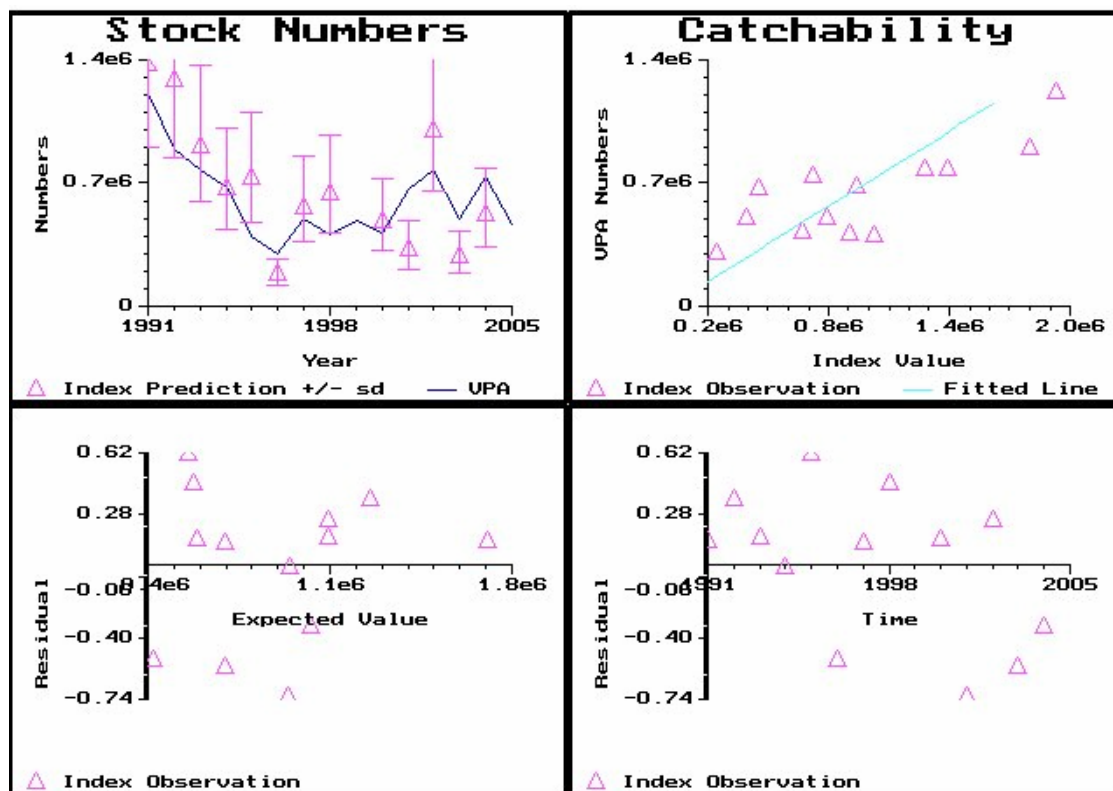 Stock Numbers
1.4e6
0.7e6
0
Numbers
1991 1998 2005
Year
Index Prediction +/- sd VPA
Catchability
1.4e6
0.7e6
0
VPA Numbers
0.2e6 0.8e6 1.4e6 2.0e6
Index Value
Index Observation Fitted Line
0.62
0.28
-0.06
-0.40
-0.74
Residual
1.1e6 1.8e6
Expected Value
Index Observation
0.62
0.28
-0.06
-0.40
-0.74
Residual
1991 1998 2005
Time
Index Observation